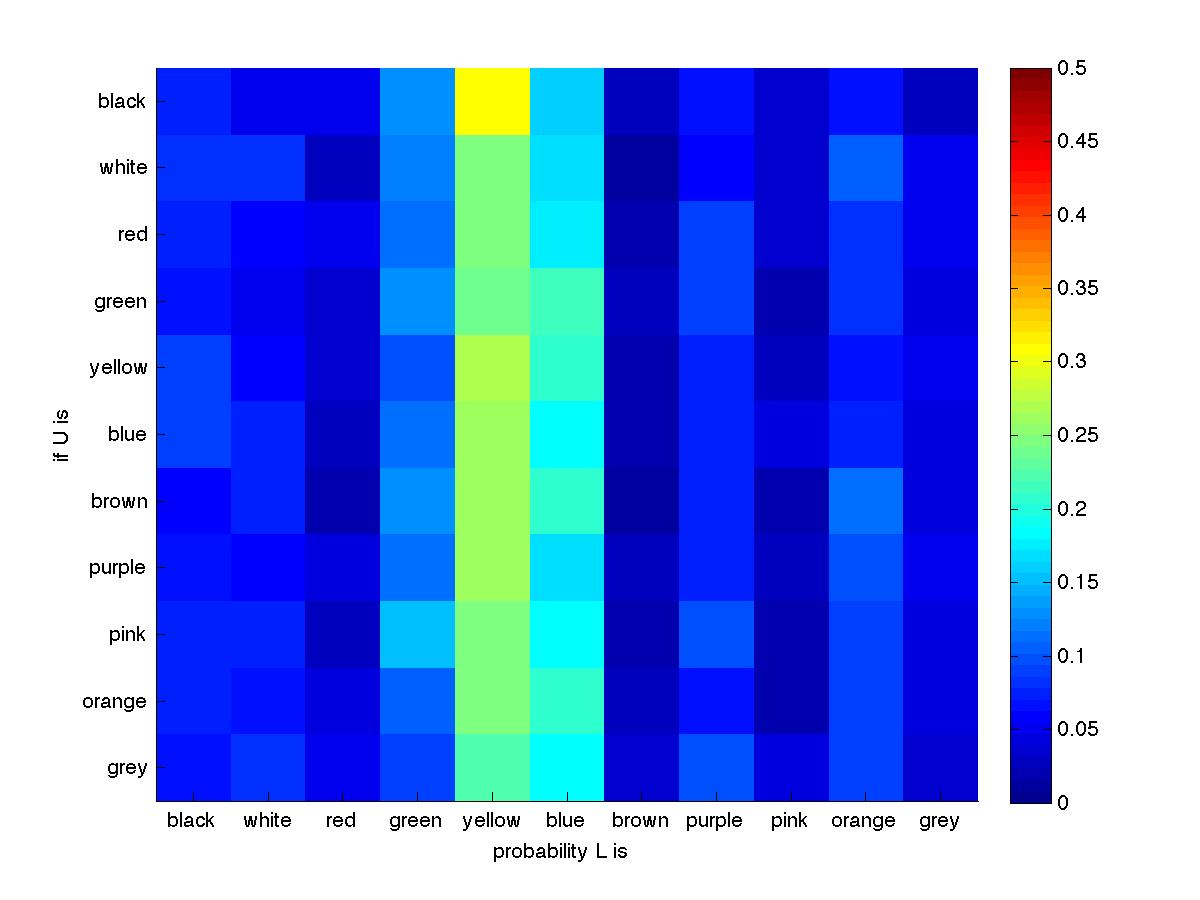 black
white
red
green
yellow
blue
brown
purple
pink
orange
grey
if U is
black white red green yellow blue brown purple pink orange grey
probability L is
0.5
0.45
0.4
0.35
0.3
0.25
0.2
0.15
0.1
0.05
0